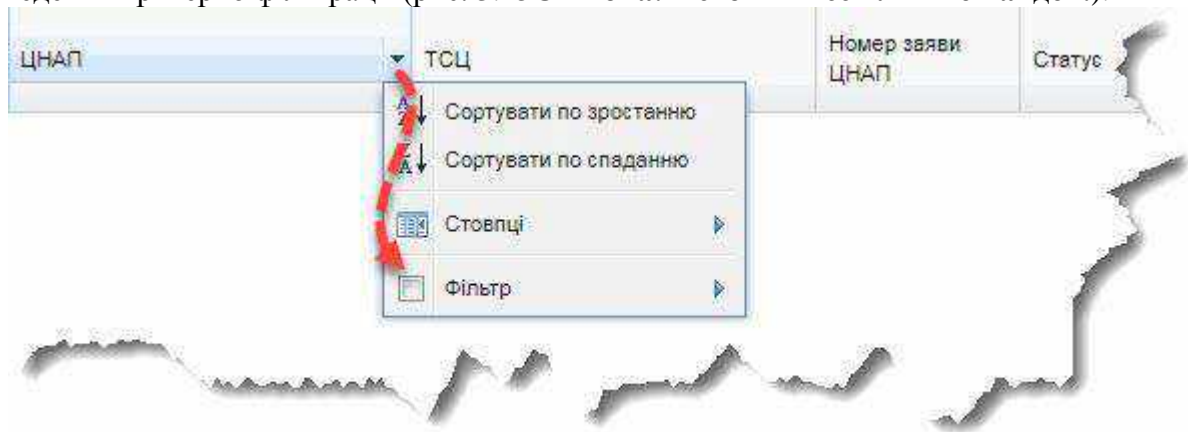 ЦНАП
ТСЦ
Номер заяви
ЦНАП
Статус
Сортувати по зростанню
Сортувати по спаданню
Стовпці
Фільтр